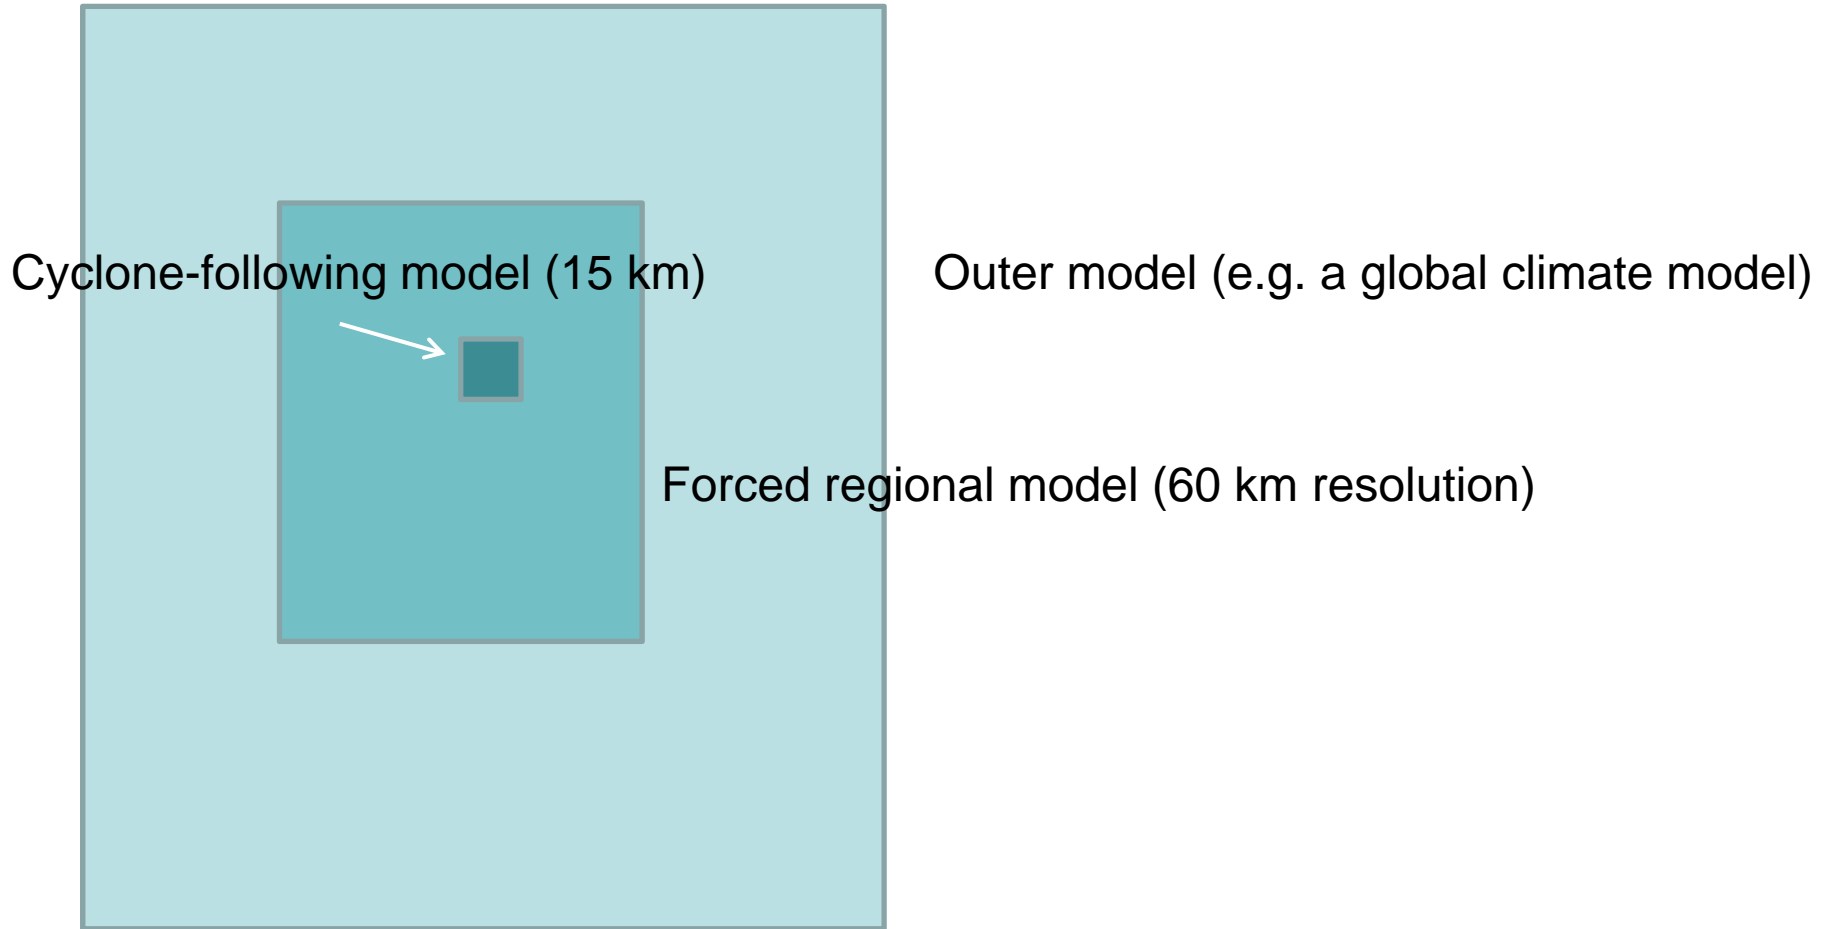 Cyclone-following model (15 km)
Outer model (e.g. a global climate model)
Forced regional model (60 km resolution)